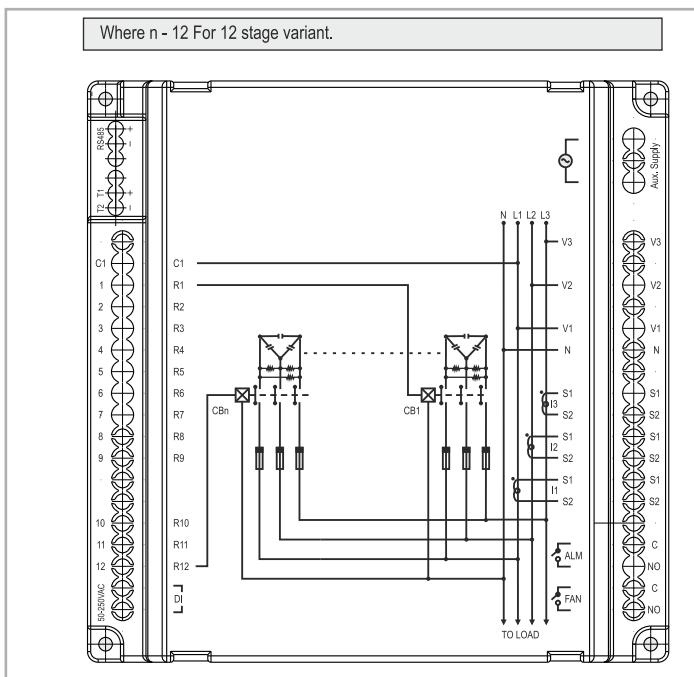 Where n - 12 For 12 stage variant.
RS485
+
–
T1
T2
+
–
C1
1
2
3
4
5
6
7
8
9
10
11
12
50-250VAC
C1
R1
R2
R3
R4
R5
R6
R7
R8
R9
R10
R11
R12
DI
CBn
CB1
N L1 L2 L3
V3
V2
V1
N
S1
I3
S2
S1
I2
S2
S1
I1
S2
ALM
FAN
TO LOAD
Aux. Supply
V3
V2
V1
N
S1
S2
S1
S2
S1
S2
C
NO
C
NO